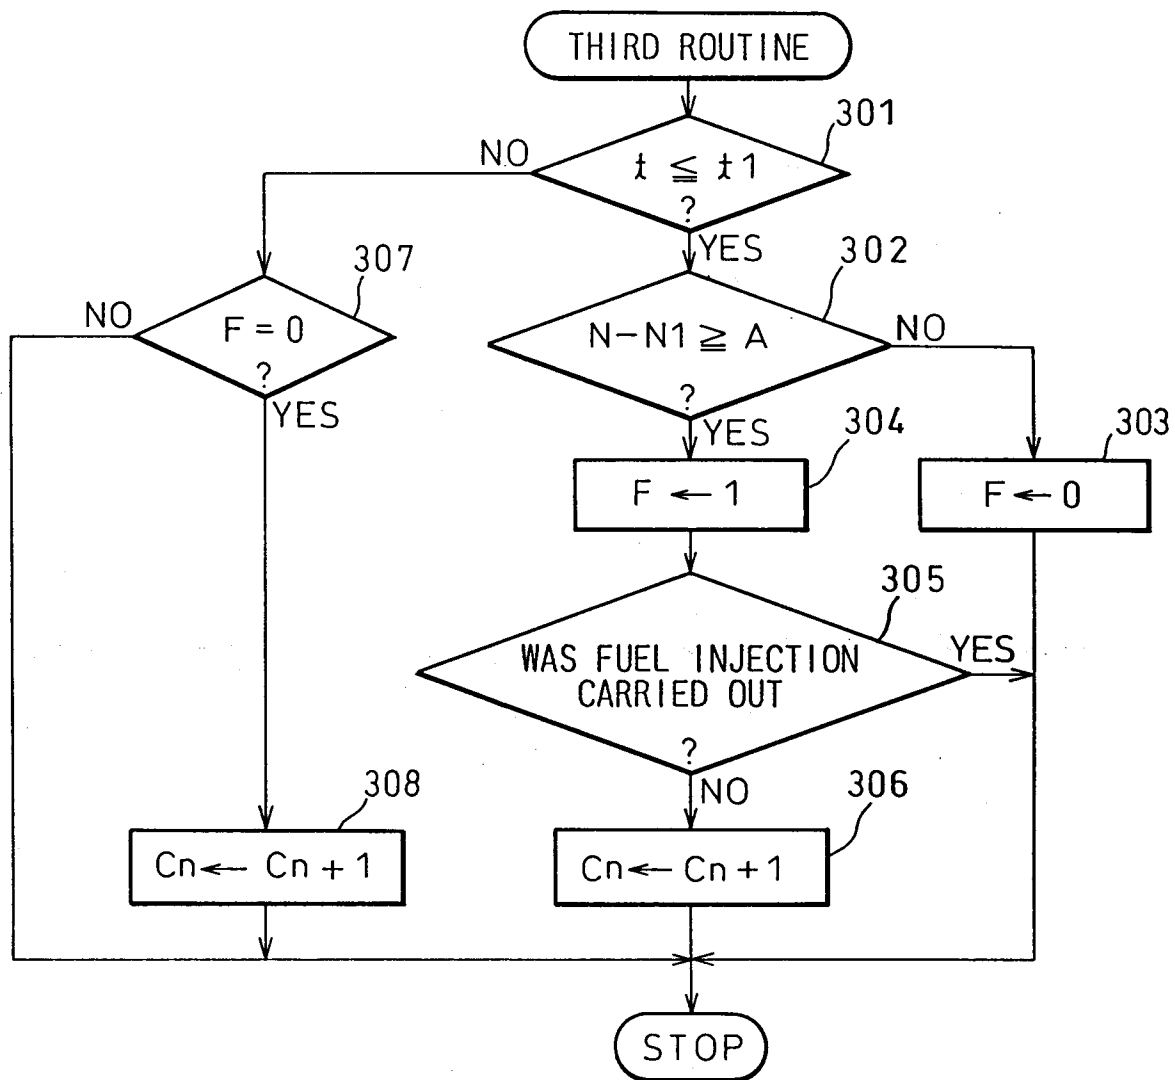 THIRD ROUTINE
301
t ≦ t1
?
NO
YES
302
307
N-N1 ≧ A
?
NO
F = 0
?
NO
YES
YES
304
303
F ← 1
F ← 0
305
WAS FUEL INJECTION
CARRIED OUT
?
YES
NO
308
306
Cn ← Cn + 1
Cn ← Cn + 1
STOP